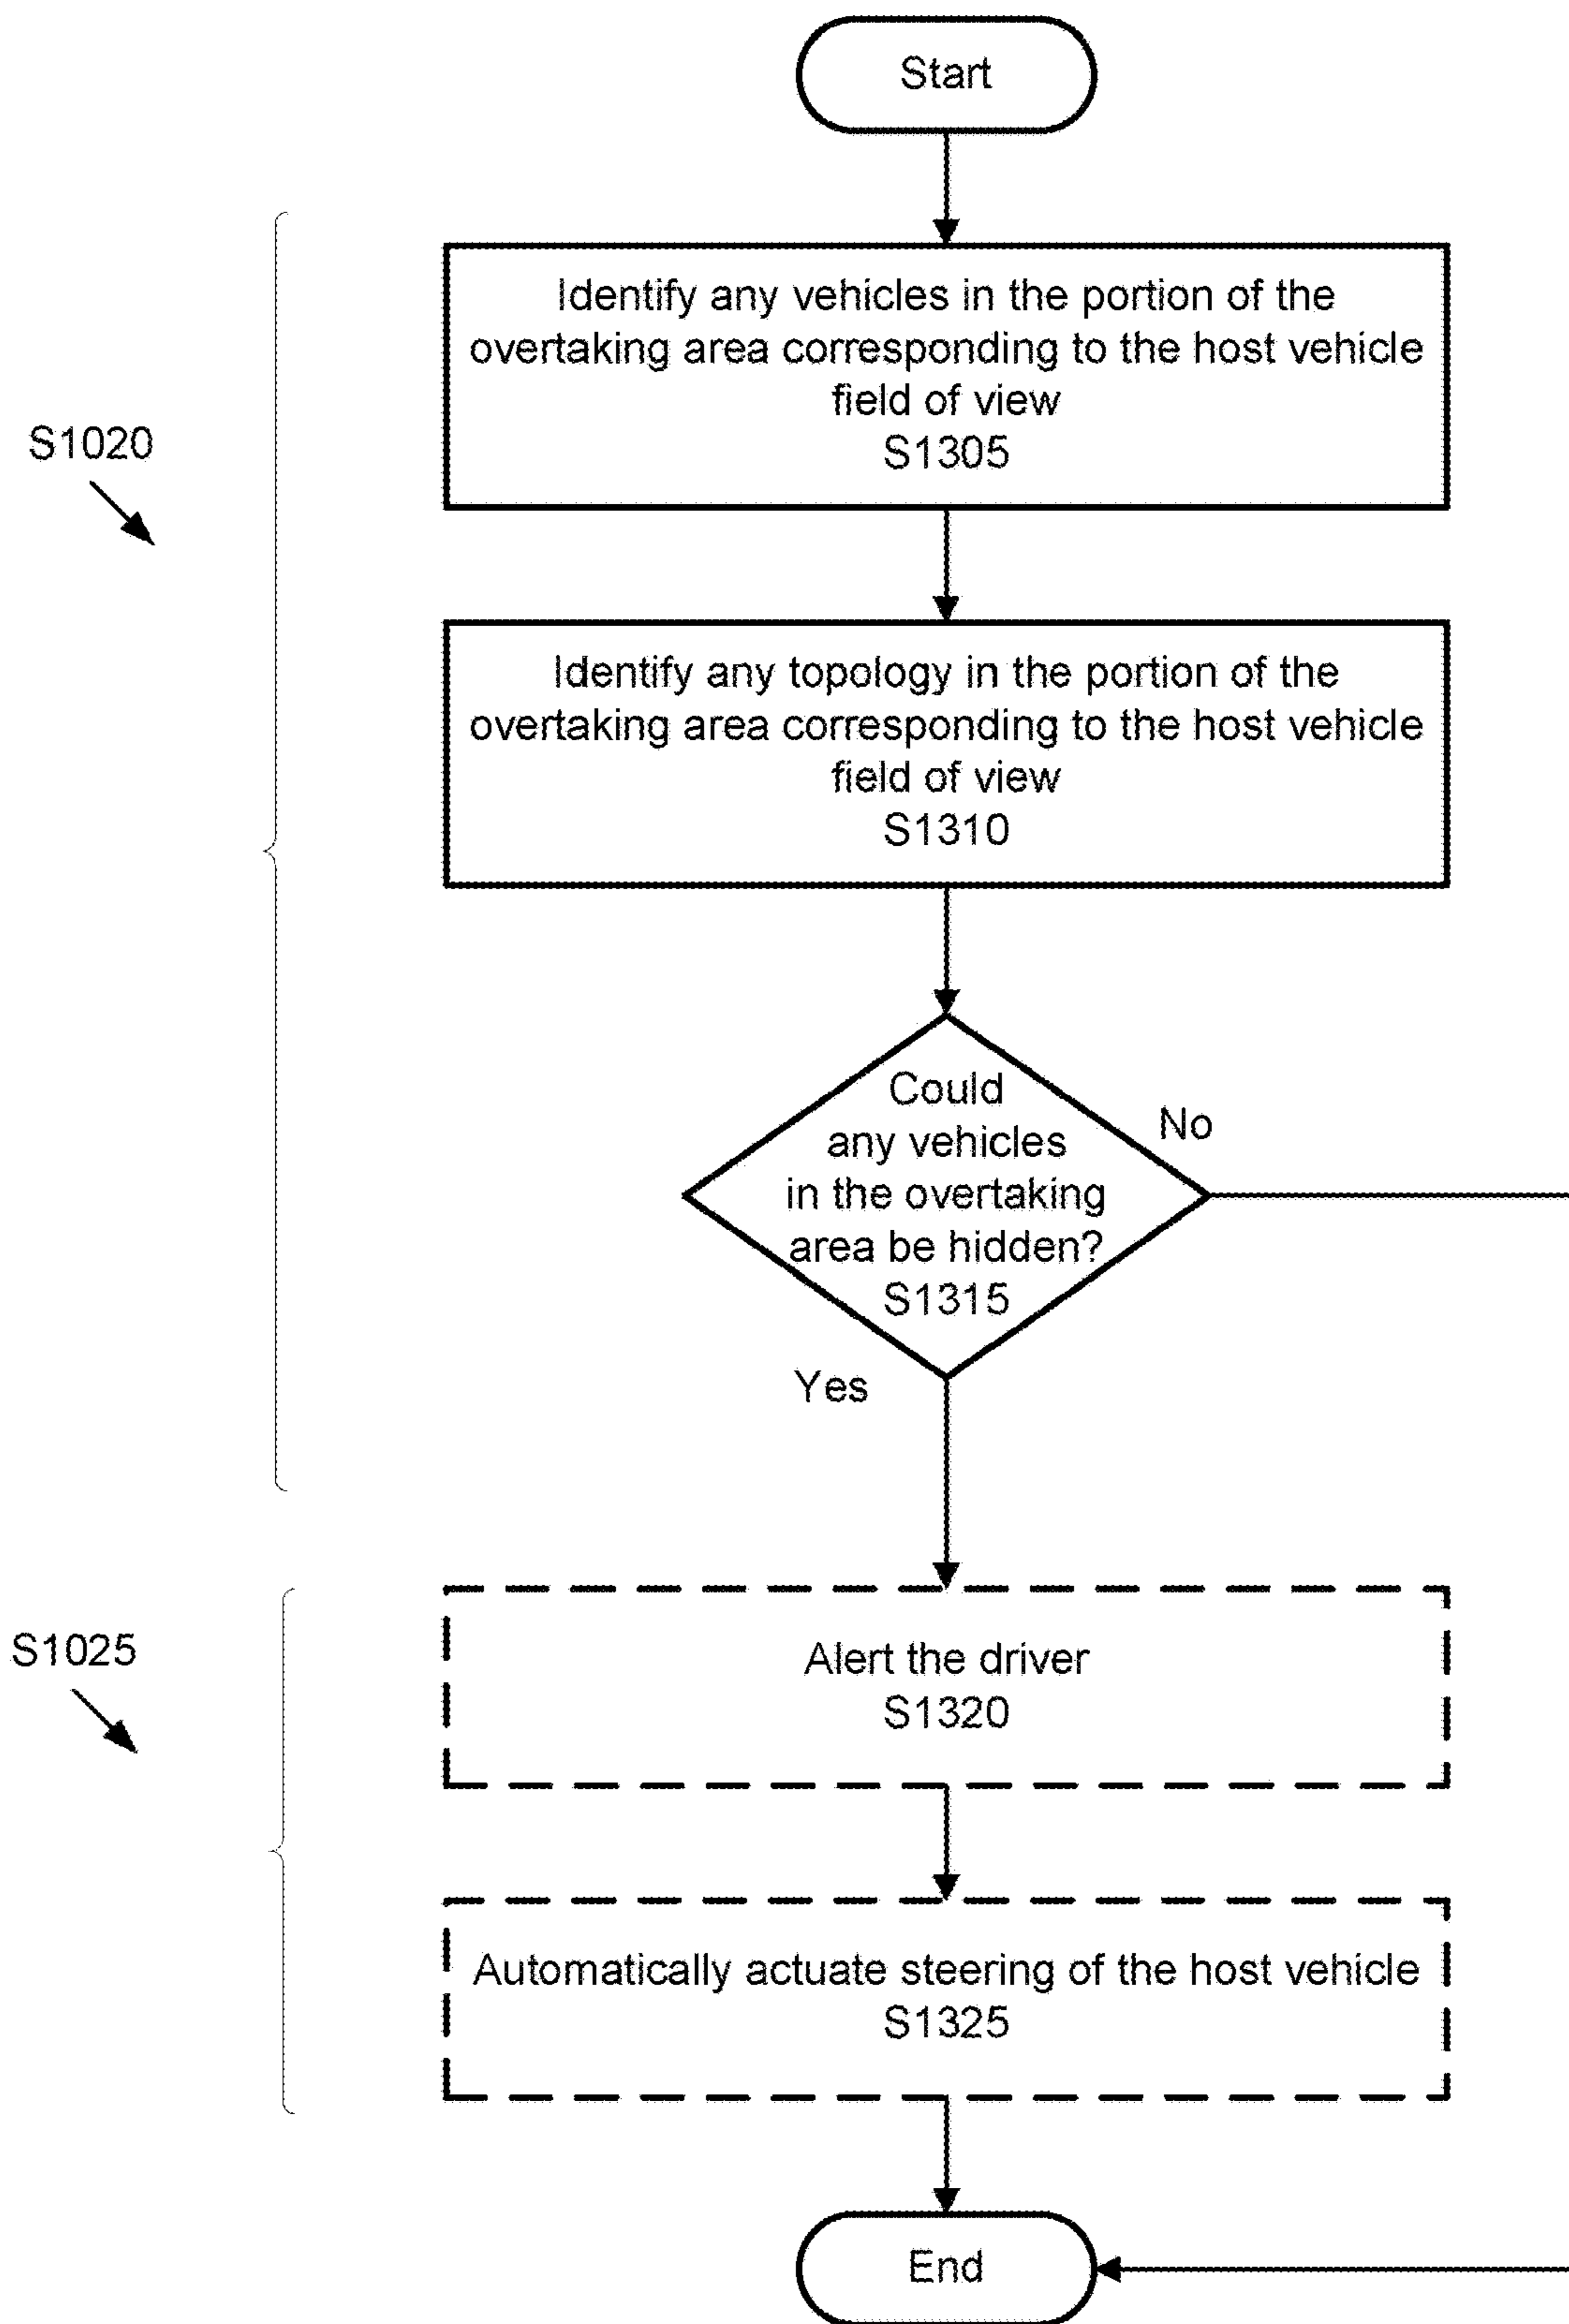 Start
Identify any vehicles in the portion of the
overtaking area corresponding to the host vehicle
field of view
S1305
S1020
Identify any topology in the portion of the
overtaking area corresponding to the host vehicle
field of view
S1310
Could
any vehicles
in the overtaking
area be hidden?
S1315
No
Yes
S1025
Alert the driver
S1320
Automatically actuate steering of the host vehicle
S1325
End